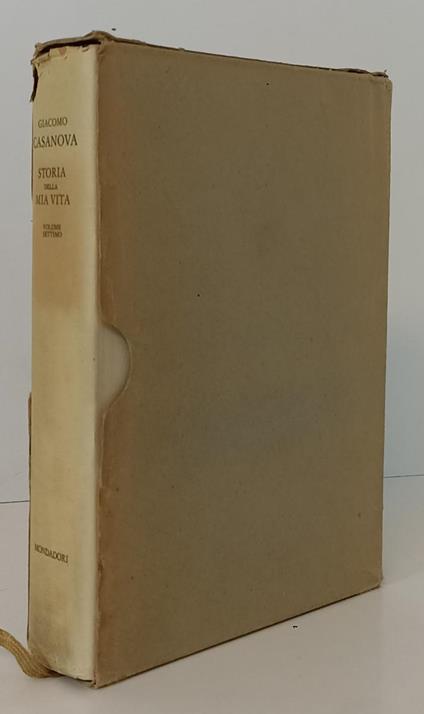 GIACOMO
CASANOVA
STORIA
DELLA
MIA VITA
VOLUME
SETTIMO
MONDADORI